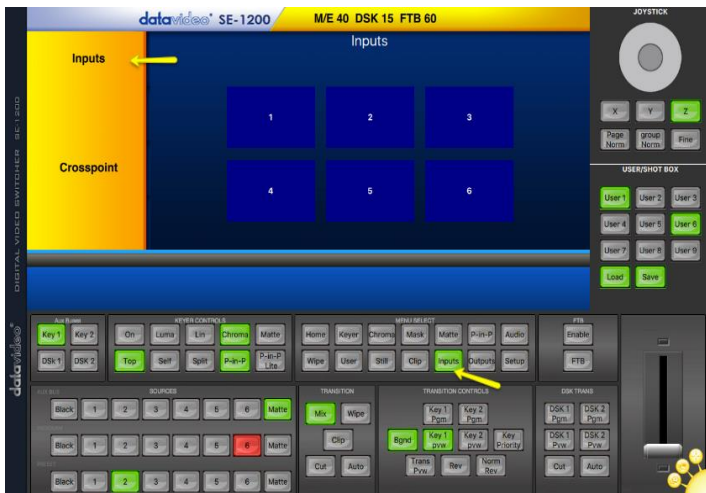 datavideo SE-1200
M/E 40 DSK 15 FTB 60
Inputs
Crosspoint
Inputs
1
2
3
4
5
6
JOYSTICK
X Y Z
Page Norm group Norm Fine
USER/SHOT BOX
User 1 User 2 User 3
User 4 User 5 User 6
User 7 User 8 User 9
Load Save
DIGITAL VIDEO SWITCHER SE-1200
datavideo
Aux Buses
Key 1 Key 2
DSk 1 DSK 2
KEYER CONTROLS
On Luma Lin Chroma Matte
Top Self Split P-in-P P-in-P Lite
MENU SELECT
Home Keyer Chroma Mask Matte P-in-P Audio
Wipe User Still Clip Inputs Outputs Setup
FTB
Enable
FTB
AUX BUS
SOURCES
Black 1 2 3 4 5 6 Matte
Black 1 2 3 4 5 6 Matte
Black 1 2 3 4 5 6 Matte
TRANSITION
Mix Wipe
Clip
Cut Auto
TRANSITION CONTROLS
Key 1 Pgm Key 2 Pgm
Bgnd Key 1 pvw Key 2 pvw Key Priority
Trans Pvw Rev Norm Rev
DSK TRANS
DSK 1 Pgm DSK 2 Pgm
DSK 1 Pvw DSK 2 Pvw
Cut Auto